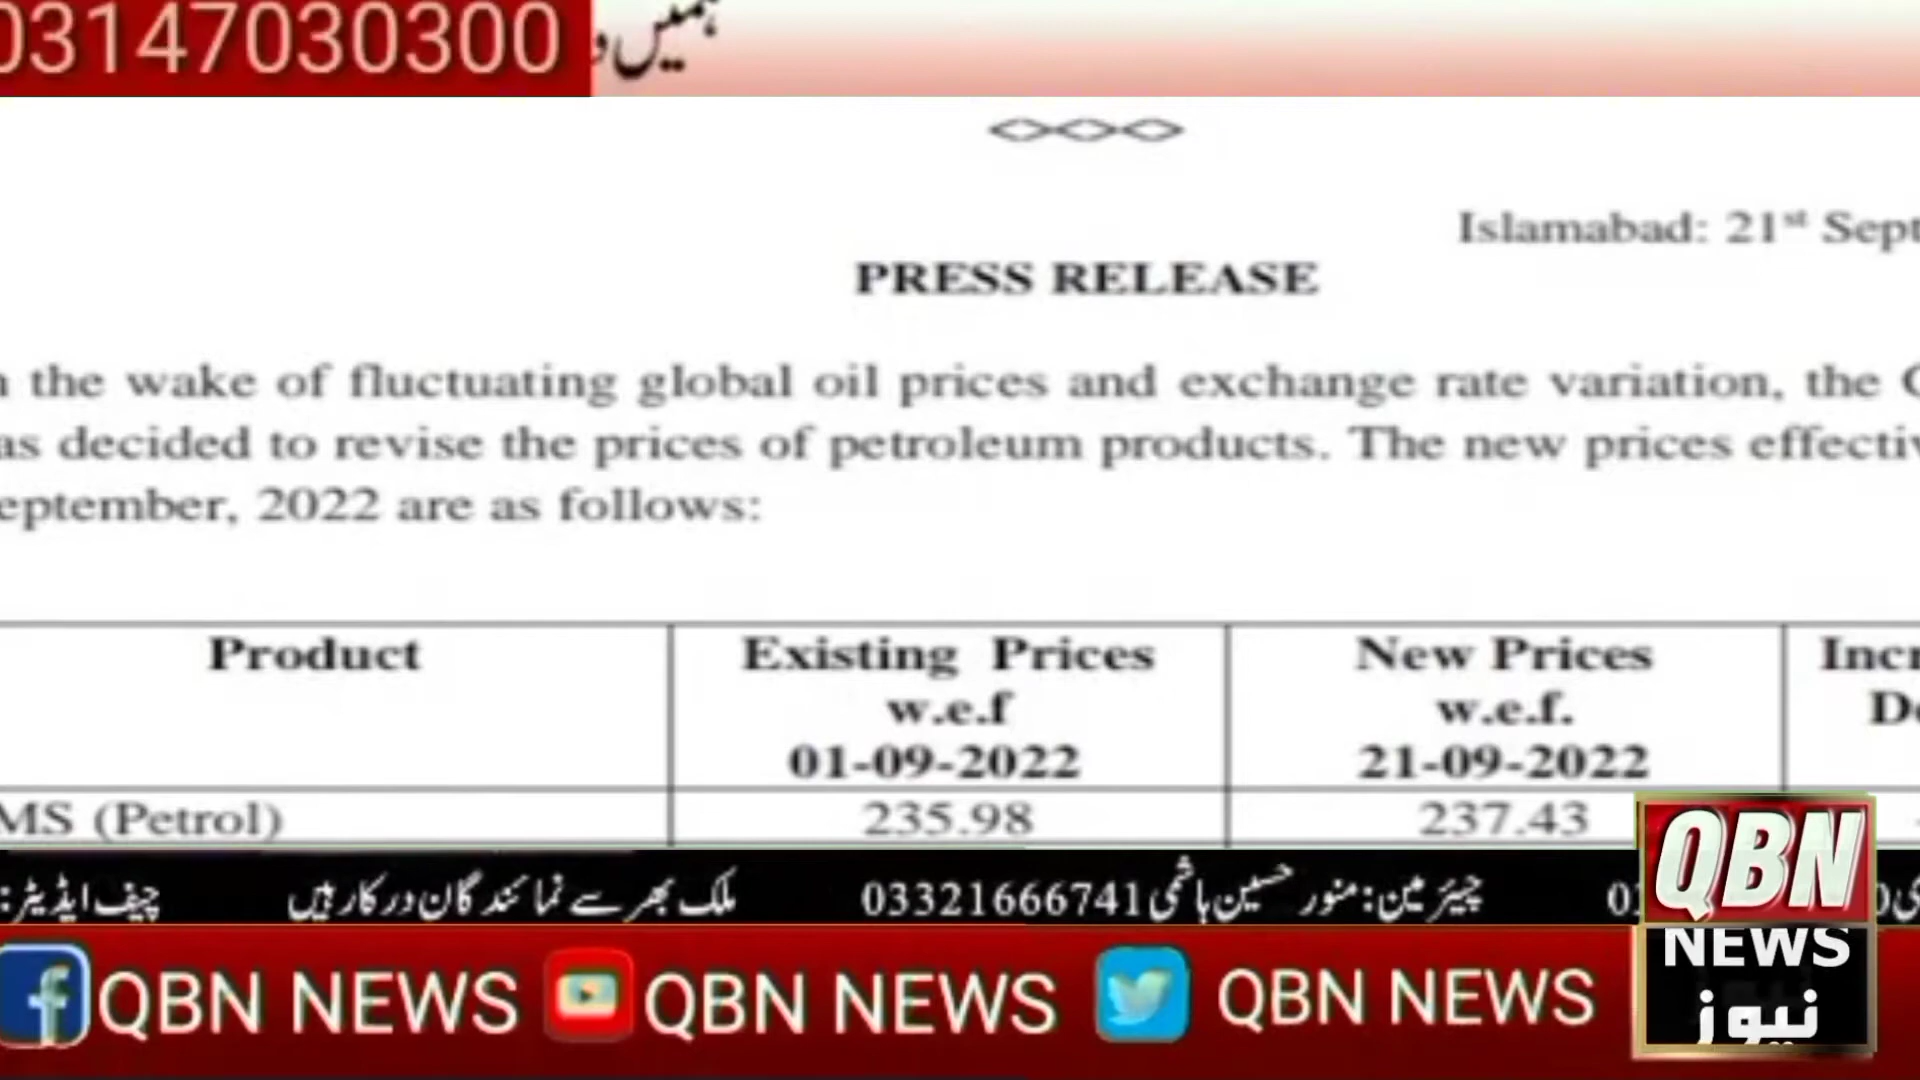 03147030300 ہمیں
Islamabad: 21st Sept
PRESS RELEASE
the wake of fluctuating global oil prices and exchange rate variation, the
as decided to revise the prices of petroleum products. The new prices effectiv
eptember, 2022 are as follows:
Product Existing Prices New Prices Incr
w.e.f w.e.f. De
01-09-2022 21-09-2022
MS (Petrol) 235.98 237.43
چیئرمین: منور حسین ہاشمی 03321666741 ملک بھر سے نمائندگان درکار ہیں چیف ایڈیٹر:
QBN NEWS QBN NEWS QBN NEWS
QBN
NEWS
نیوز